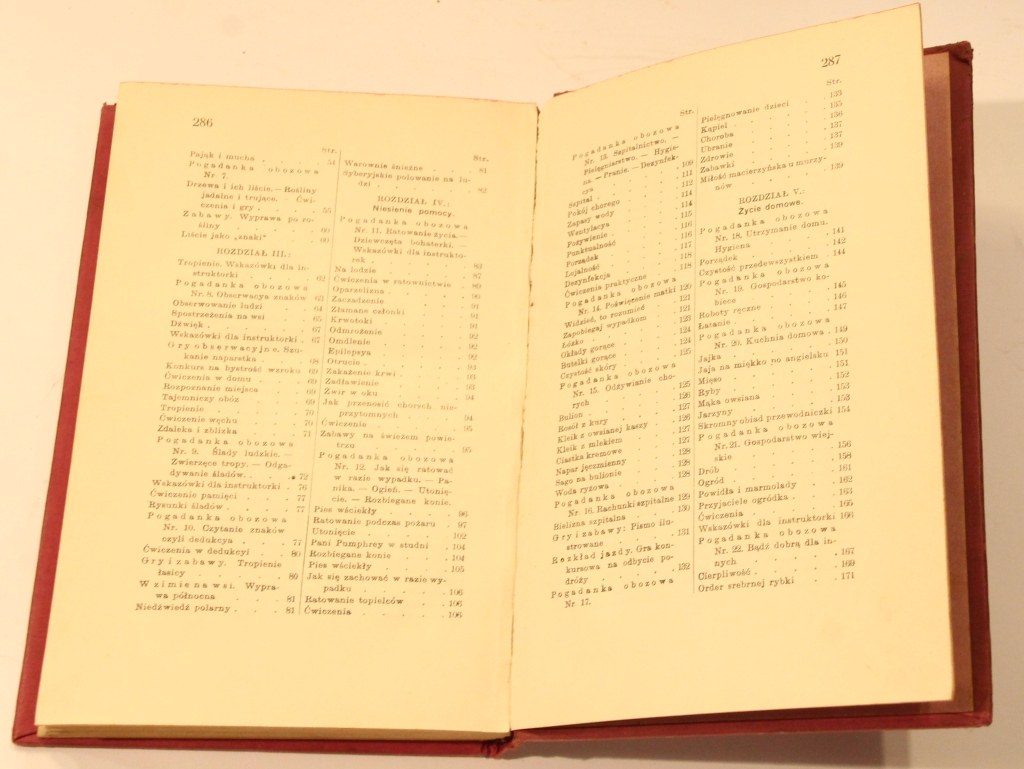 286
Str.
Pająk i mucha . . . . 54
Pogadanka obozowa
Nr. 7.
Drzewa i ich liście. — Rośliny
jadalne i trujące. — Ćwi-
czenia i gry . . . . 55
Zabawy. Wyprawa po ro-
śliny . . . . 60
Liście jako „znaki" . . 60
ROZDZIAŁ III.:
Tropienie. Wskazówki dla in-
struktorki . . . . 62
Pogadanka obozowa
Nr. 8. Obserwacya znaków 63
Obserwowanie ludzi . . 64
Spostrzeżenia na wsi . . 65
Dźwięk . . . . 67
Wskazówki dla instruktorki . 67
Gry obserwacyjne. Szu-
kanie naparstka . . . 68
Konkurs na bystrość wzroku 69
Ćwiczenia w domu . . 69
Rozpoznanie miejsca . . 69
Tajemniczy obóz . . 69
Tropienie . . . . 70
Ćwiczenie węchu . . . 70
Zdaleka i zblizka . . . 71
Pogadanka obozowa
Nr. 9. Ślady ludzkie. —
Zwierzęce tropy. — Odga-
dywanie śladów . . . 72
Wskazówki dla instruktorki . 76
Ćwiczenie pamięci . . 77
Rysunki śladów . . . 77
Pogadanka obozowa
Nr. 10. Czytanie znaków
czyli dedukcya . . . 77
Ćwiczenia w dedukcyi . . 80
Gry i zabawy. Tropienie
łasicy . . . . 80
W zimie na wsi. Wypra-
wa północna . . . 81
Niedźwiedź polarny . . . 81
Str.
Warownie śnieżne . . . 81
Syberyjskie polowanie na lu-
dzi . . . . 82
ROZDZIAŁ IV.:
Niesienie pomocy.
Pogadanka obozowa
Nr. 11. Ratowanie życia. —
Dziewczęta bohaterki. —
Wskazówki dla instrukto-
rek . . . . 83
Na lodzie . . . . 87
Ćwiczenia w ratownictwie . 89
Oparzelizna . . . . 90
Zaczadzenie . . . . 91
Złamane członki . . . 91
Krwotoki . . . . 91
Odmrożenie . . . . 92
Omdlenie . . . . 92
Epilepsya . . . . 92
Otrucie . . . . 93
Zakażenie krwi . . . 93
Zadławienie . . . . 93
Żwir w oku . . . . 94
Jak przenosić chorych nie-
przytomnych . . . 94
Ćwiczenie . . . . 95
Zabawy na świeżem powie-
trzu . . . . 95
Pogadanka obozowa
Nr. 12. Jak się ratować
w razie wypadku. — Pa-
nika. — Ogień. — Utonię-
cie. — Rozbiegane konie.
Pies wściekły . . . 96
Ratowanie podczas pożaru . 97
Utonięcie . . . . 102
Pani Pumphrey w studni . 104
Rozbiegane konie . . . 104
Pies wściekły . . . 105
Jak się zachować w razie wy-
padku . . . . 106
Ratowanie topielców . . 106
Ćwiczenia . . . . 106
287
Str.
Pogadanka obozowa
Nr. 13. Szpitalnictwo. —
Pielęgniarstwo. — Hygie-
na. — Pranie. — Dezynfek-
cya . . . . 109
Szpital . . . . 111
Pokój chorego . . . 112
Zapasy wody . . . 114
Wentylacya . . . . 114
Pożywienie . . . . 115
Punktualność . . . 116
Porządek . . . . 116
Lojalność . . . . 117
Dezynfekcja . . . . 118
Ćwiczenia praktyczne . . 118
Pogadanka obozowa
Nr. 14. Poświęcenie matki 120
Widzieć, to rozumieć . . 121
Zapobiegaj wypadkom . . 121
Łóżko . . . . 123
Okłady gorące . . . 124
Butelki gorące . . . 124
Czystość skóry . . . 125
Pogadanka obozowa
Nr. 15. Odżywianie cho-
rych . . . . 125
Bulion . . . . 126
Rosół z kury . . . 127
Kleik z owsianej kaszy . . 126
Kleik z mlekiem . . . 127
Ciastka kremowe . . . 127
Napar jęczmienny . . . 128
Sago na bulionie . . . 128
Woda ryżowa . . . 128
Pogadanka obozowa
Nr. 16. Rachunki szpitalne 129
Bielizna szpitalna . . . 130
Gry i zabawy: Pismo ilu-
strowane . . . . 131
Rozkład jazdy. Gra kon-
kursowa na odbycie po-
dróży . . . . 132
Pogadanka obozowa
Nr. 17.
Str.
Pielęgnowanie dzieci . . 133
Kąpiel . . . . 135
Choroba . . . . 136
Ubranie . . . . 137
Zdrowie . . . . 137
Zabawki . . . . 139
Miłość macierzyńska u murzy-
nów . . . . 139
ROZDZIAŁ V.:
Życie domowe.
Pogadanka obozowa
Nr. 18. Utrzymanie domu.
Hygiena . . . . 141
Porządek . . . . 142
Czystość przedewszystkiem . 144
Pogadanka obozowa
Nr. 19. Gospodarstwo ko-
biece . . . . 145
Roboty ręczne . . . 146
Łatanie . . . . 147
Pogadanka obozowa
Nr. 20. Kuchnia domowa . 149
Jajka . . . . 150
Jaja na miękko po angielsku 151
Mięso . . . . 151
Ryby . . . . 152
Mąka owsiana . . . 153
Jarzyny . . . . 153
Skromny obiad przewodniczki 154
Pogadanka obozowa
Nr. 21. Gospodarstwo wiej-
skie . . . . 156
Drób . . . . 158
Ogród . . . . 161
Powidła i marmolady . . 162
Przyjaciele ogródka . . 163
Ćwiczenia . . . . 165
Wskazówki dla instruktorki 166
Pogadanka obozowa
Nr. 22. Bądź dobrą dla in-
nych . . . . 167
Cierpliwość . . . . 169
Order srebrnej rybki . . 171